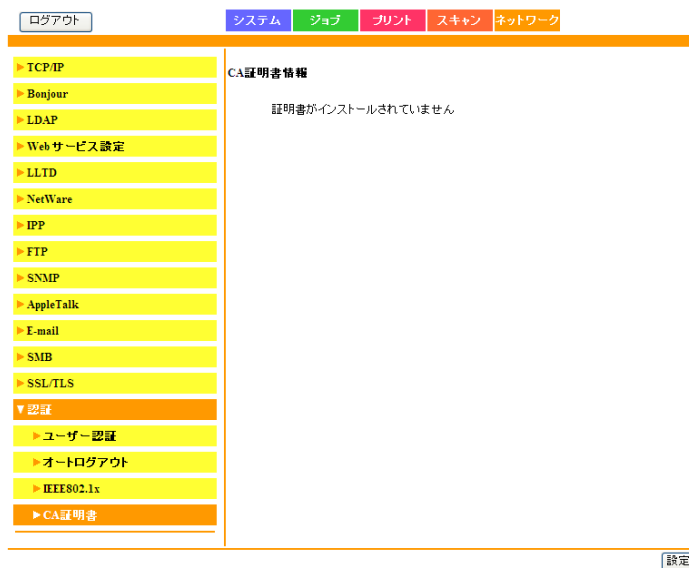 ログアウト
システム ジョブ プリント スキャン ネットワーク
TCP/IP
Bonjour
LDAP
Webサービス設定
LLTD
NetWare
IPP
FTP
SNMP
AppleTalk
E-mail
SMB
SSL/TLS
認証
ユーザー認証
オートログアウト
IEEE802.1x
CA証明書
CA証明書情報
証明書がインストールされていません
設定